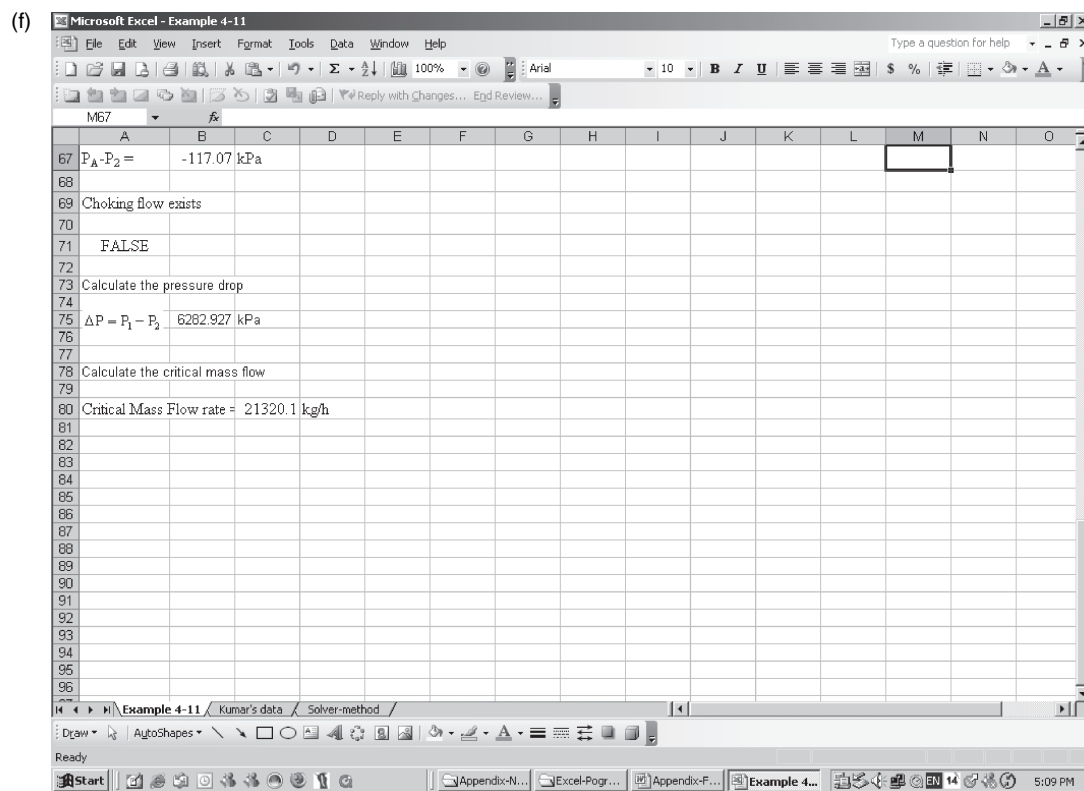 (f)
Microsoft Excel - Example 4-11
File Edit View Insert Format Tools Data Window Help Type a question for help
100% Arial 10 B I U $ %
Reply with Changes... End Review...
M67 fx
A B C D E F G H I J K L M N O
67 P_A-P_2 = -117.07 kPa
68
69 Choking flow exists
70
71 FALSE
72
73 Calculate the pressure drop
74
75 ΔP = P_1 − P_2 6282.927 kPa
76
77
78 Calculate the critical mass flow
79
80 Critical Mass Flow rate = 21320.1 kg/h
81
82
83
84
85
86
87
88
89
90
91
92
93
94
95
96
Example 4-11 / Kumar's data / Solver-method /
Draw AutoShapes
Ready
Start Appendix-N... Excel-Pogr... Appendix-F... Example 4... EN 14 5:09 PM